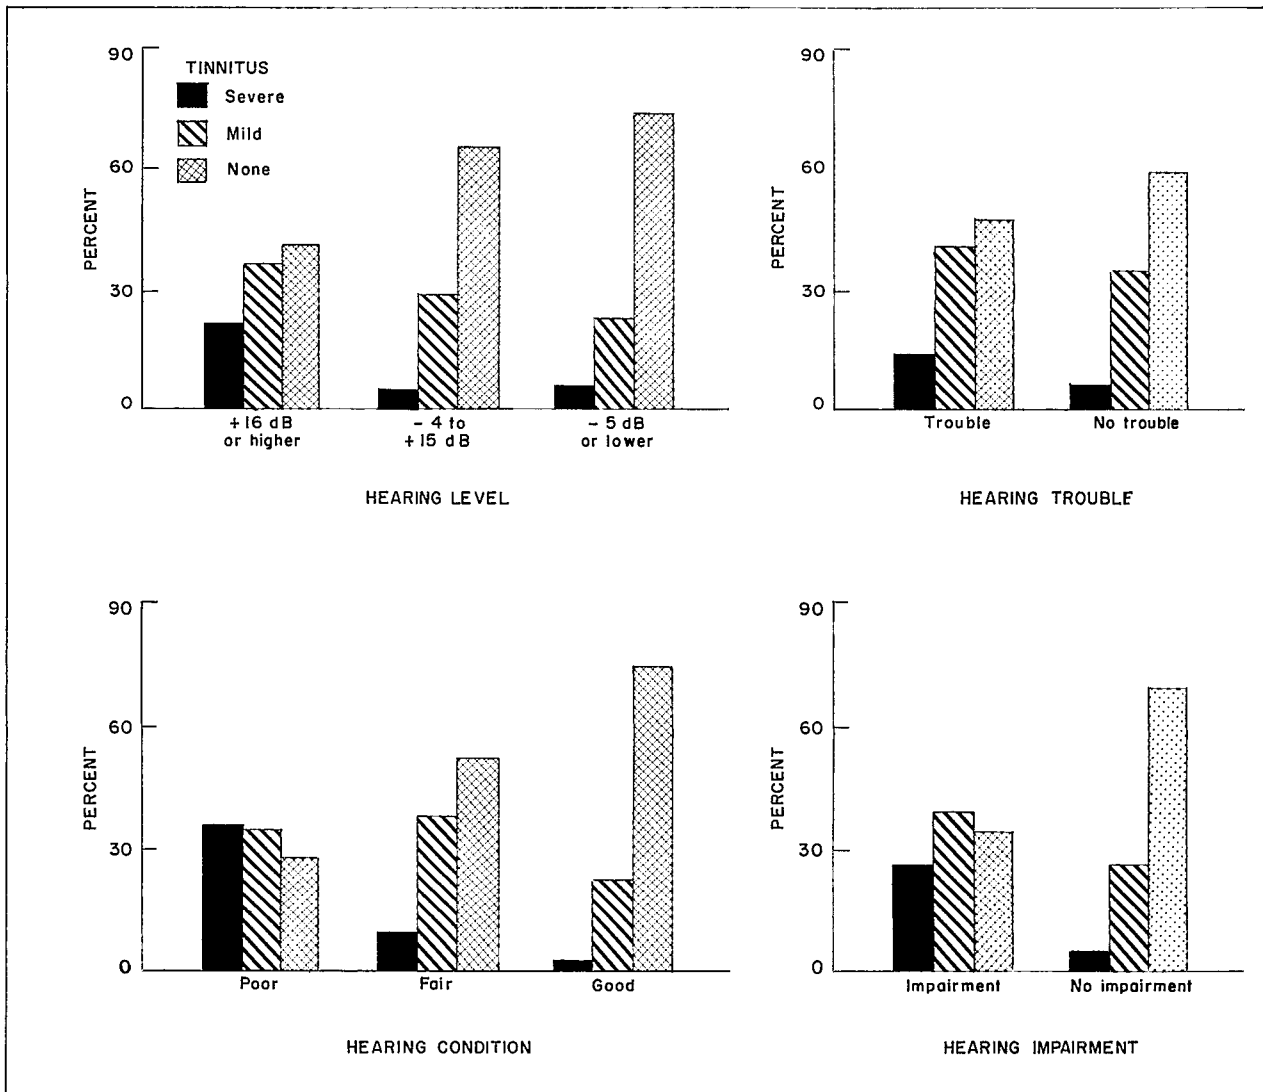 90
60
30
0
PERCENT
TINNITUS
Severe
Mild
None
+16 dB
or higher
- 4 to
+15 dB
- 5 dB
or lower
HEARING LEVEL
90
60
30
0
PERCENT
Trouble
No trouble
HEARING TROUBLE
90
60
30
0
PERCENT
Poor
Fair
Good
HEARING CONDITION
90
60
30
0
PERCENT
Impairment
No impairment
HEARING IMPAIRMENT